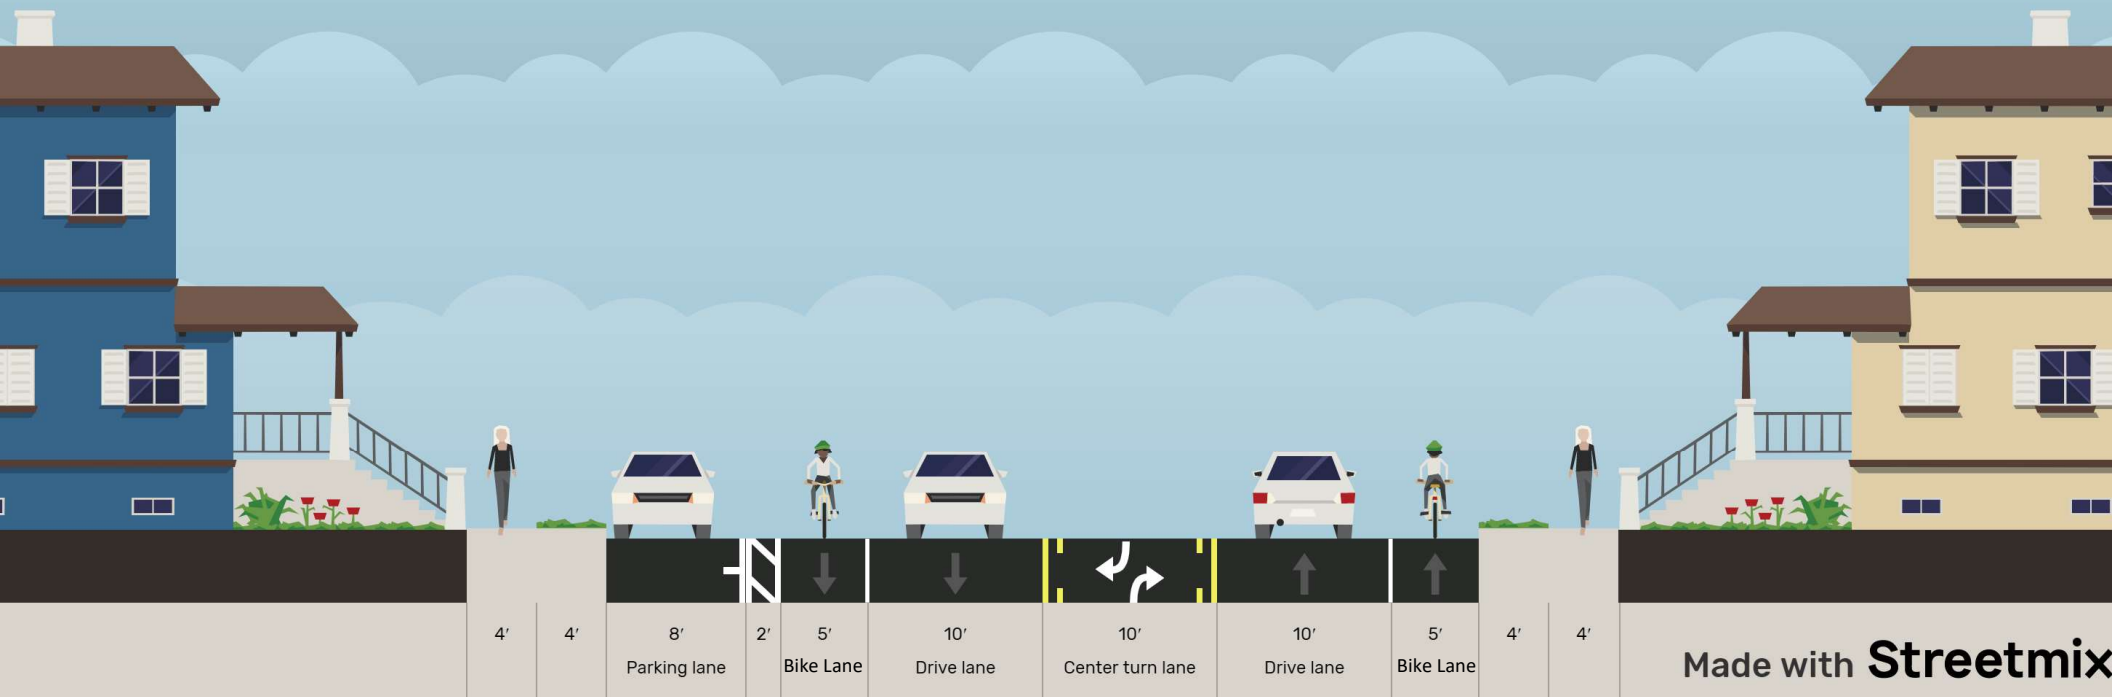 4′ 4′ 8′ 2′ 5′ 10′ 10′ 10′ 5′ 4′ 4′
Parking lane Bike Lane Drive lane Center turn lane Drive lane Bike Lane
Made with Streetmix